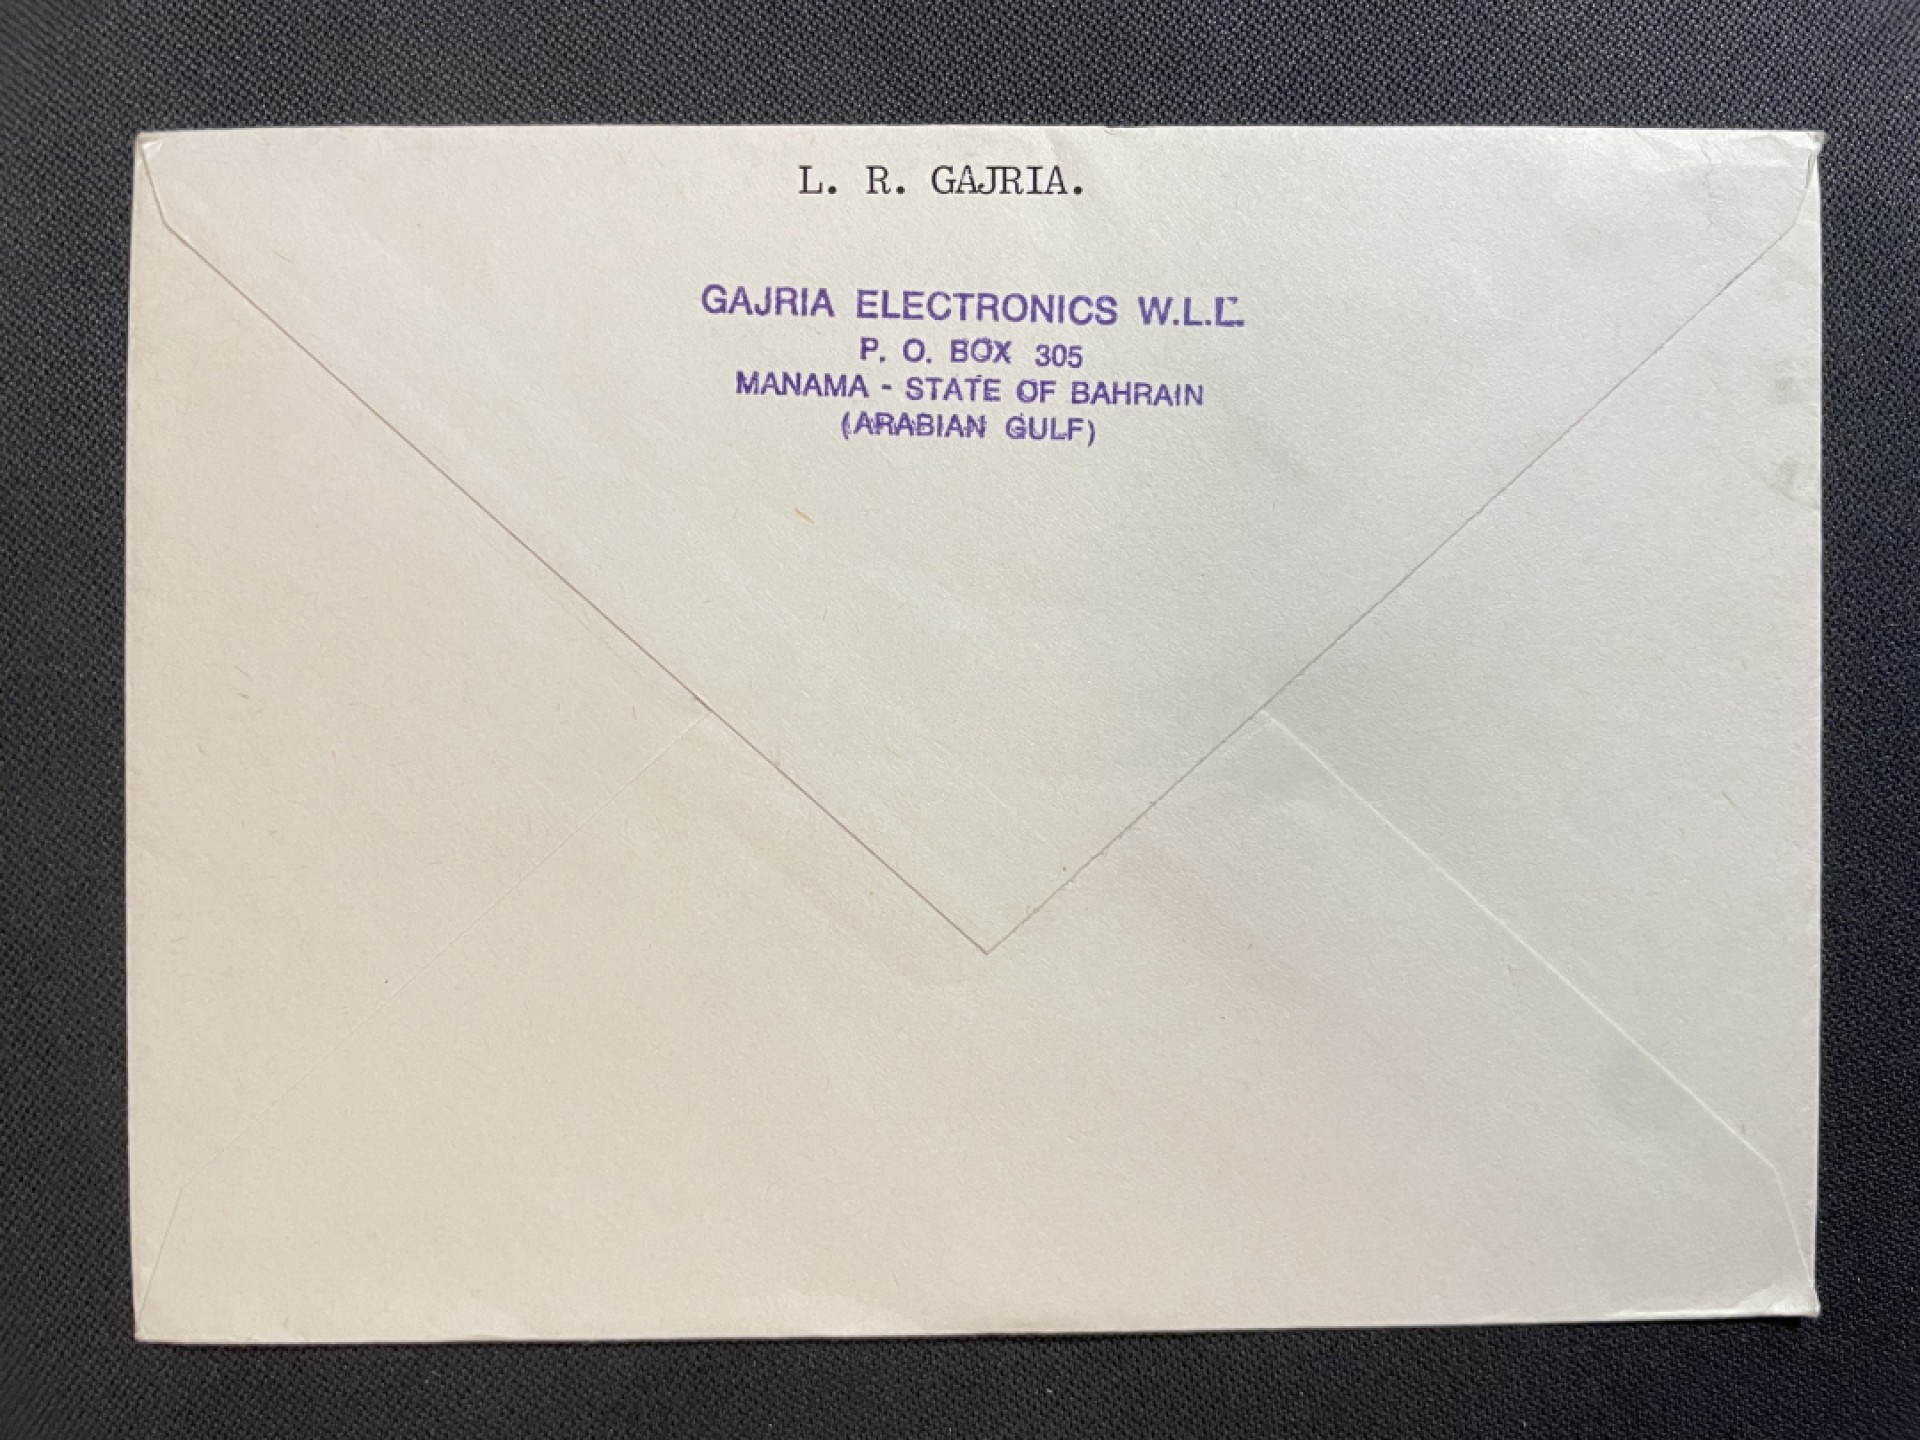 L. R. GAJRIA.
GAJRIA ELECTRONICS W.L.L.
P. O. BOX 305
MANAMA - STATE OF BAHRAIN
(ARABIAN GULF)